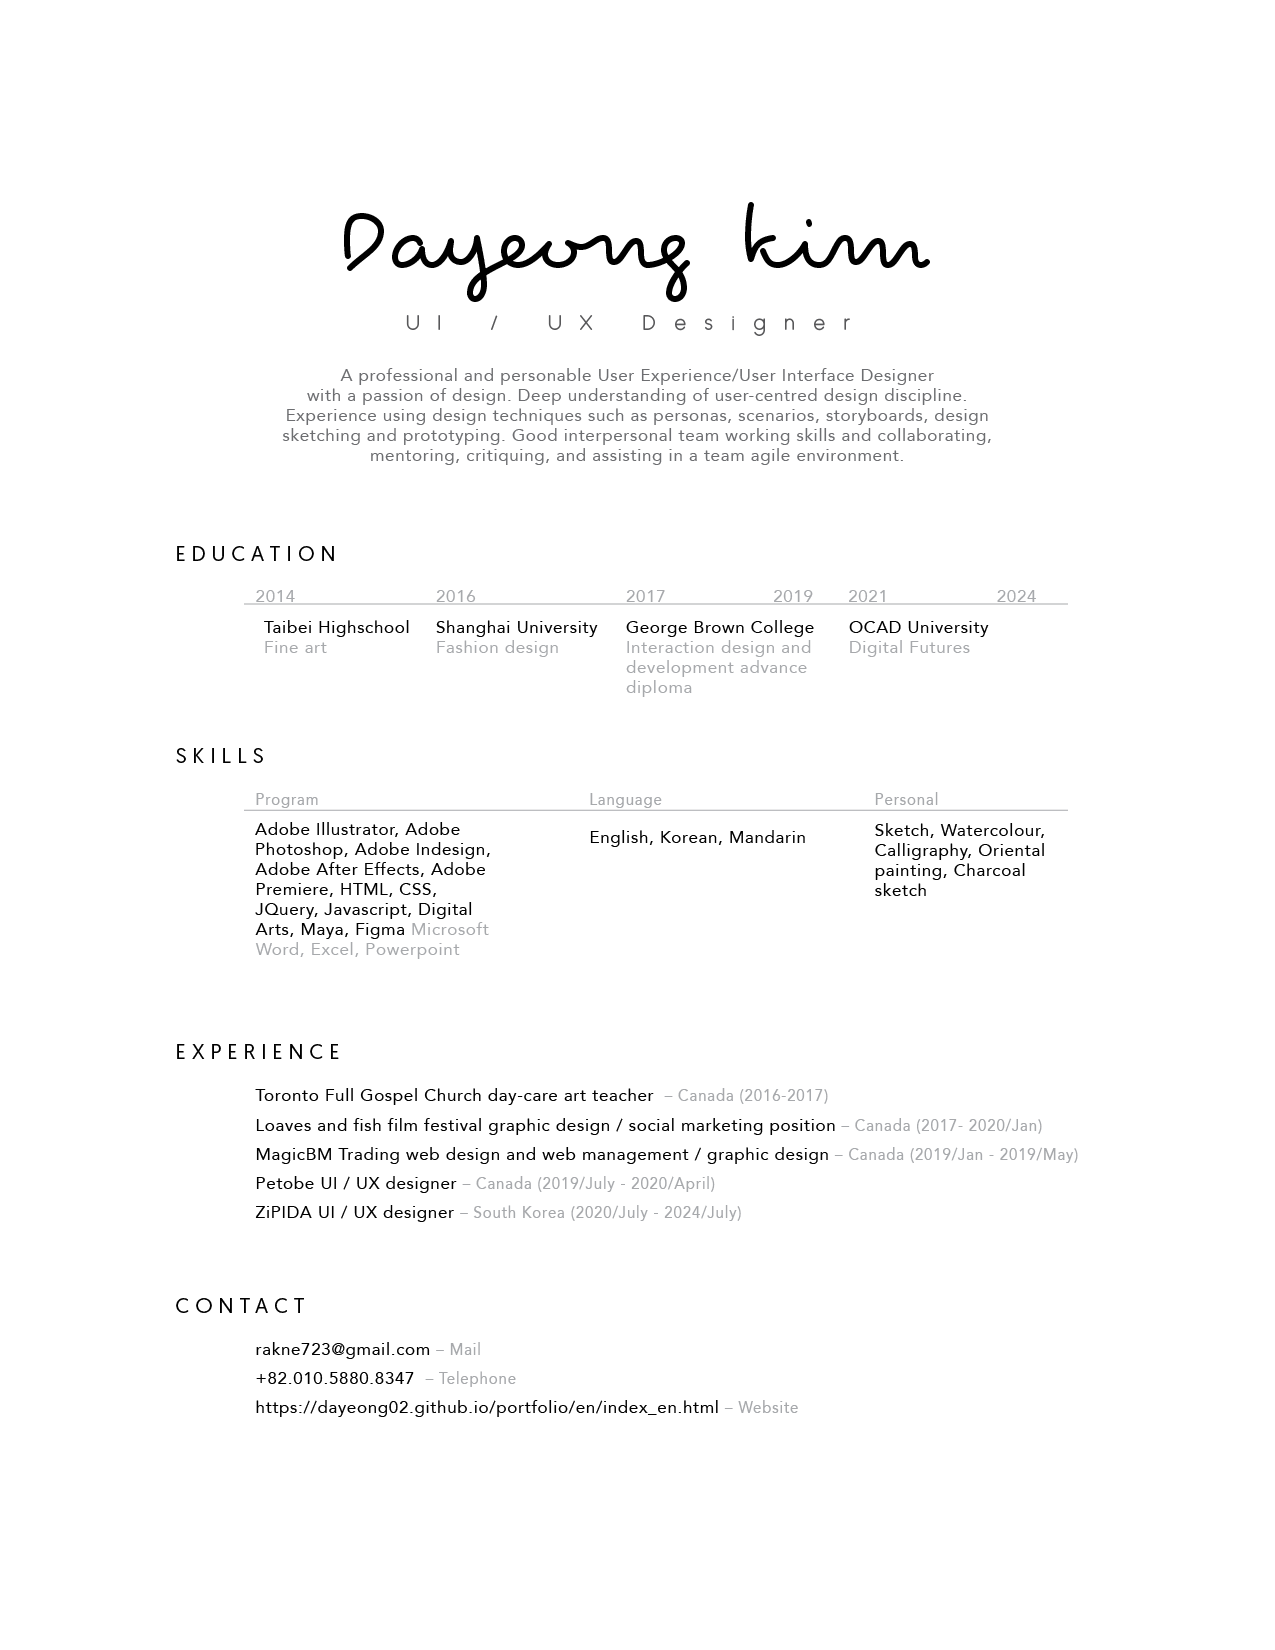 Dayeong kim
UI / UX Designer
A professional and personable User Experience/User Interface Designer
with a passion of design. Deep understanding of user-centred design discipline.
Experience using design techniques such as personas, scenarios, storyboards, design
sketching and prototyping. Good interpersonal team working skills and collaborating,
mentoring, critiquing, and assisting in a team agile environment.
EDUCATION
2014 2016 2017 2019 2021 2024
Taibei Highschool Shanghai University George Brown College OCAD University
Fine art Fashion design Interaction design and Digital Futures
development advance
diploma
SKILLS
Program Language Personal
Adobe Illustrator, Adobe
Photoshop, Adobe Indesign,
Adobe After Effects, Adobe
Premiere, HTML, CSS,
JQuery, Javascript, Digital
Arts, Maya, Figma Microsoft
Word, Excel, Powerpoint
English, Korean, Mandarin
Sketch, Watercolour,
Calligraphy, Oriental
painting, Charcoal
sketch
EXPERIENCE
Toronto Full Gospel Church day-care art teacher – Canada (2016-2017)
Loaves and fish film festival graphic design / social marketing position – Canada (2017- 2020/Jan)
MagicBM Trading web design and web management / graphic design – Canada (2019/Jan - 2019/May)
Petobe UI / UX designer – Canada (2019/July - 2020/April)
ZiPIDA UI / UX designer – South Korea (2020/July - 2024/July)
CONTACT
rakne723@gmail.com – Mail
+82.010.5880.8347 – Telephone
https://dayeong02.github.io/portfolio/en/index_en.html – Website